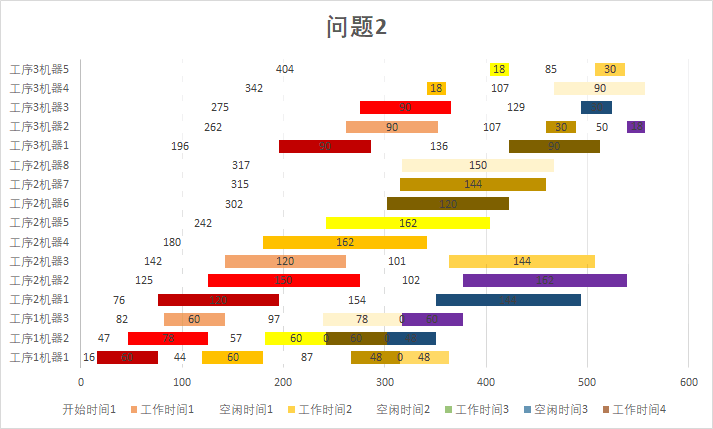 问题2
工序3机器5 404 18 85 30
工序3机器4 342 18 107 90
工序3机器3 275 90 129
工序3机器2 262 90 107 30 50 18
工序3机器1 196 90 136 90
工序2机器8 317 150
工序2机器7 315 144
工序2机器6 302 120
工序2机器5 242 162
工序2机器4 180 162
工序2机器3 142 120 101 144
工序2机器2 125 150 102 162
工序2机器1 76 120 154
工序1机器3 82 60 97 78 0 60
工序1机器2 47 78 57 60 0 60 0
工序1机器1 16 60 44 60 87 48 0 48
0 100 200 300 400 500 600
开始时间1 工作时间1 空闲时间1 工作时间2 空闲时间2 工作时间3 空闲时间3 工作时间4